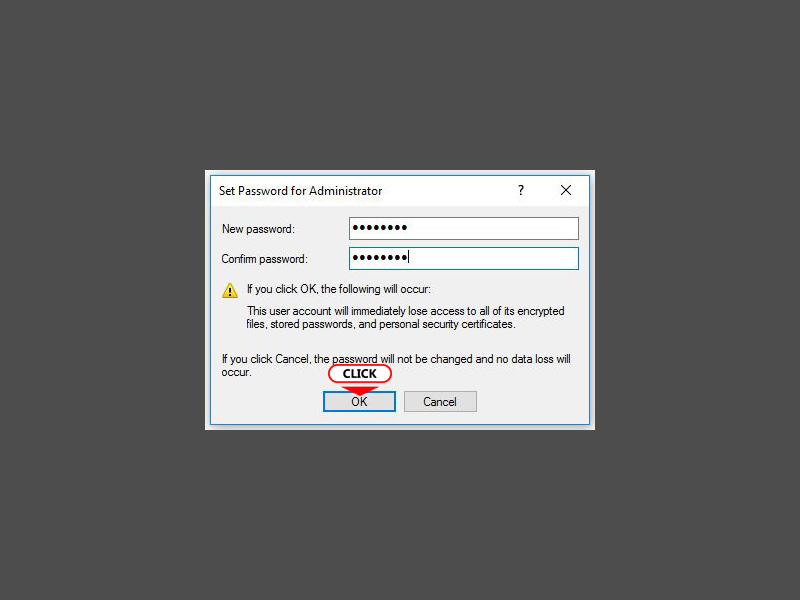 Set Password for Administrator
?
New password:
••••••••
Confirm password:
••••••••
If you click OK, the following will occur:
This user account will immediately lose access to all of its encrypted
files, stored passwords, and personal security certificates.
If you click Cancel, the password will not be changed and no data loss will
occur.
CLICK
OK
Cancel